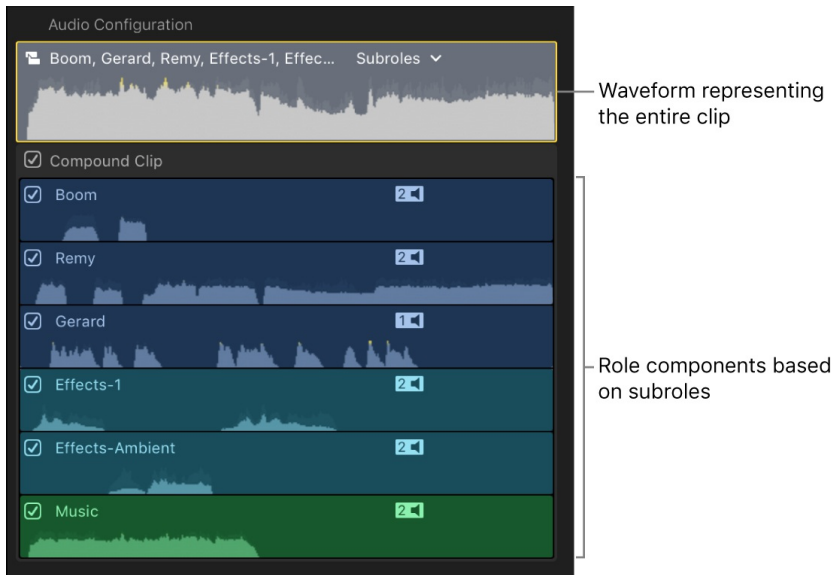 Audio Configuration
Boom, Gerard, Remy, Effects-1, Effec... Subroles
Waveform representing
the entire clip
Compound Clip
Boom 2
Remy 2
Gerard 1
Effects-1 2
Effects-Ambient 2
Music 2
Role components based
on subroles